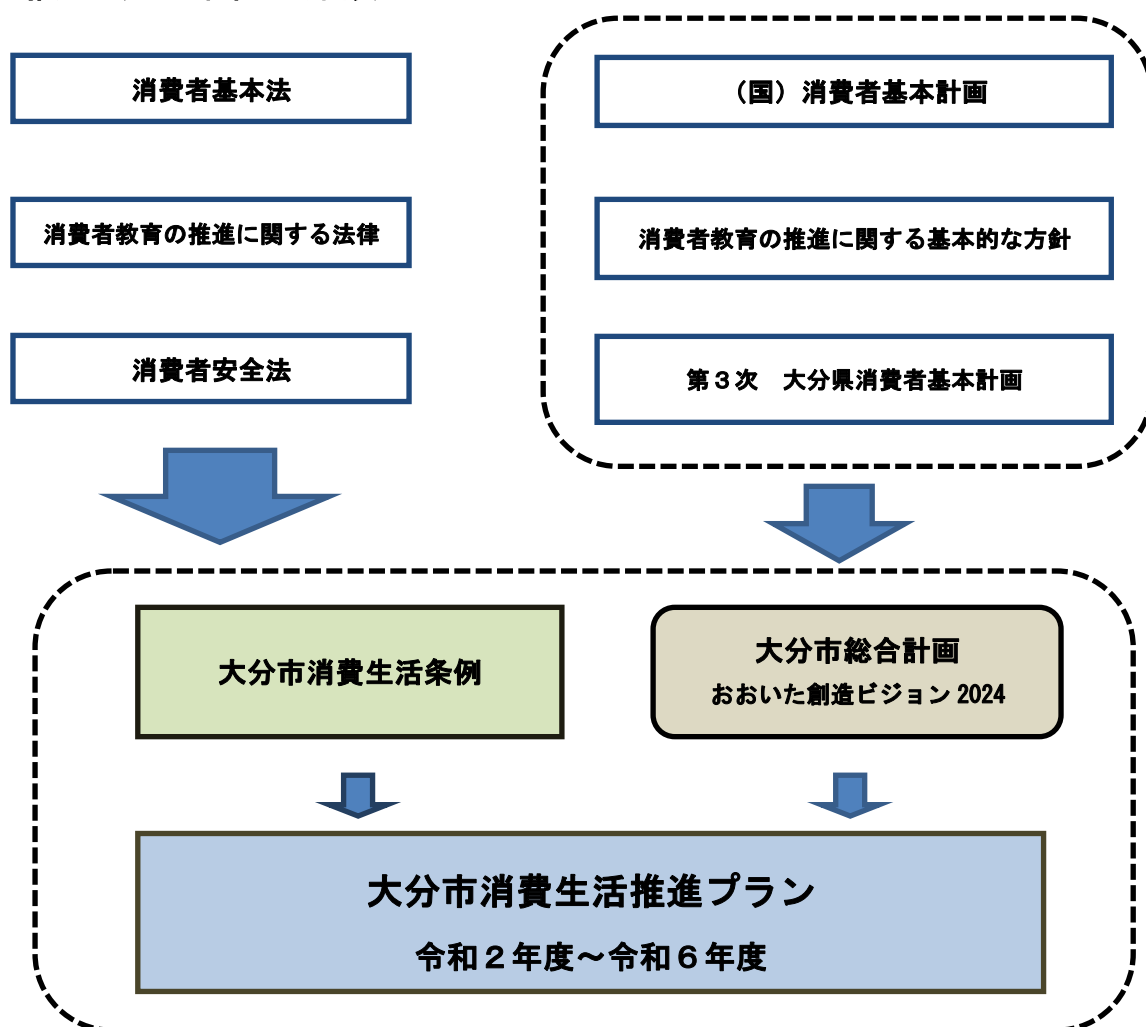 消費者基本法
(国)消費者基本計画
消費者教育の推進に関する法律
消費者教育の推進に関する基本的な方針
消費者安全法
第3次　大分県消費者基本計画
大分市消費生活条例
大分市総合計画
おおいた創造ビジョン 2024
大分市消費生活推進プラン
令和2年度~令和6年度